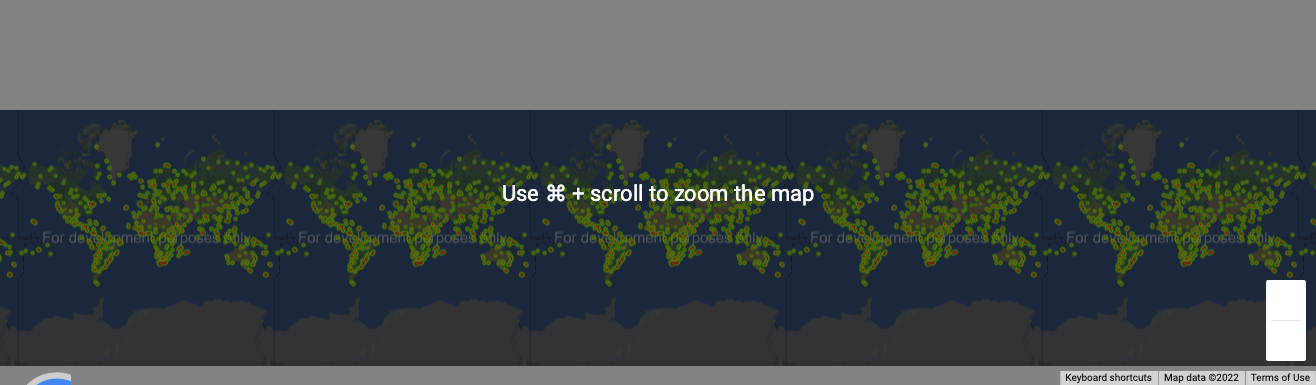 Use ⌘ + scroll to zoom the map
For development purposes only
For development purposes only
For development purposes only
For development purposes only
For development purposes only
Keyboard shortcuts
Map data ©2022
Terms of Use